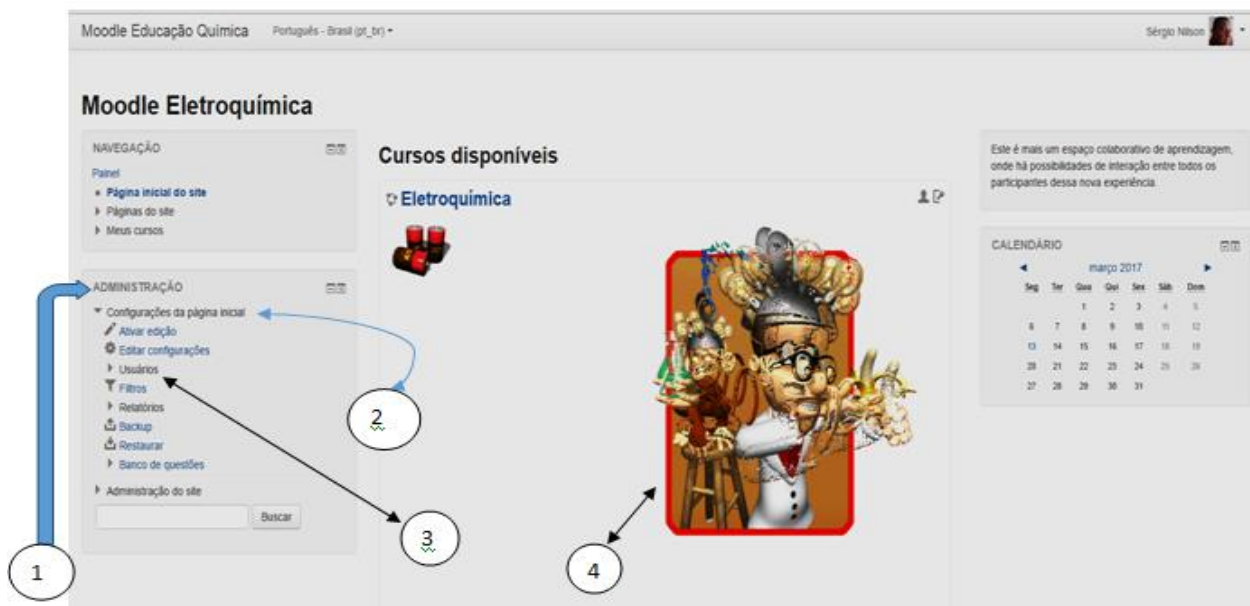 Moodle Educação Química Português - Brasil (pt_br) Sérgio Nilson
Moodle Eletroquímica
NAVEGAÇÃO
Painel
Página inicial do site
Páginas do site
Meus cursos
ADMINISTRAÇÃO
Configurações da página inicial
Ativar edição
Editar configurações
Usuários
Filtros
Relatórios
Backup
Restaurar
Banco de questões
Administração do site
Buscar
1
2
3
Cursos disponíveis
Eletroquímica
4
Este é mais um espaço colaborativo de aprendizagem,
onde há possibilidades de interação entre todos os
participantes dessa nova experiência.
CALENDÁRIO
março 2017
Seg Ter Qua Qui Sex Sáb Dom
1 2 3 4 5
6 7 8 9 10 11 12
13 14 15 16 17 18 19
20 21 22 23 24 25 26
27 28 29 30 31